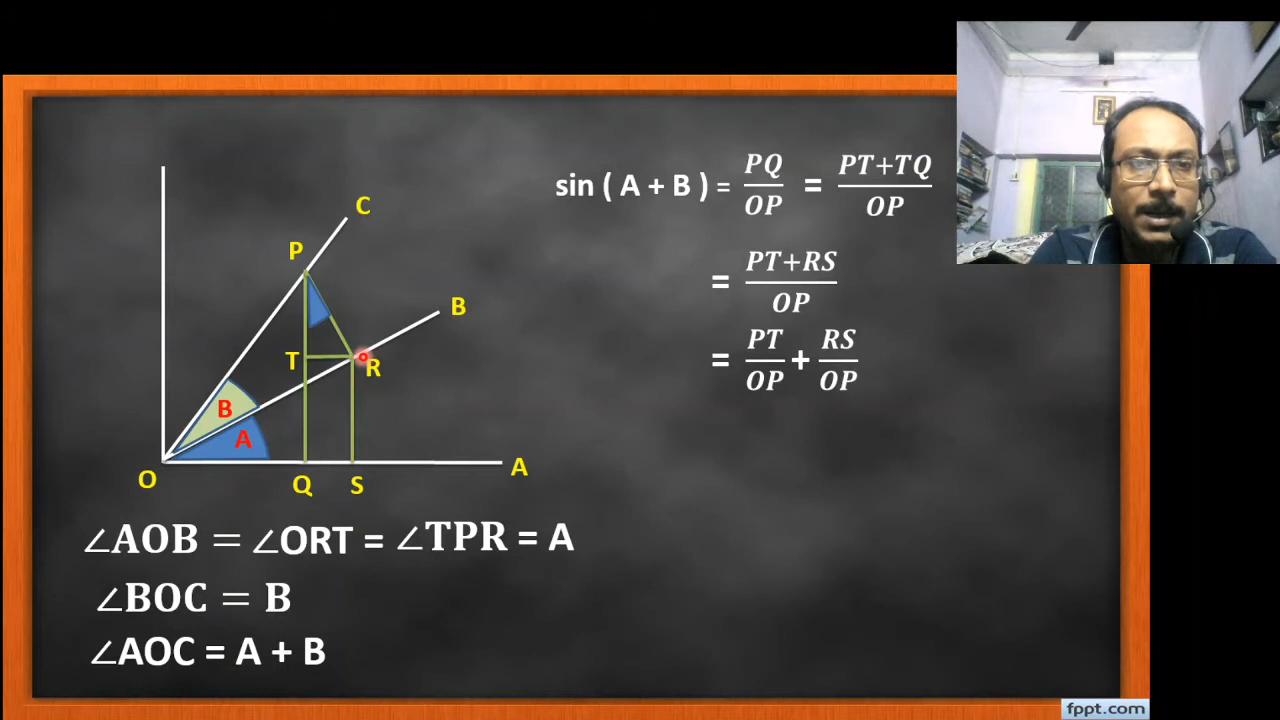 sin ( A + B ) = PQ/OP = PT+TQ/OP
= PT+RS/OP
= PT/OP + RS/OP
C
P
B
T
R
B
A
O
Q
S
A
∠AOB = ∠ORT = ∠TPR = A
∠BOC = B
∠AOC = A + B
fppt.com